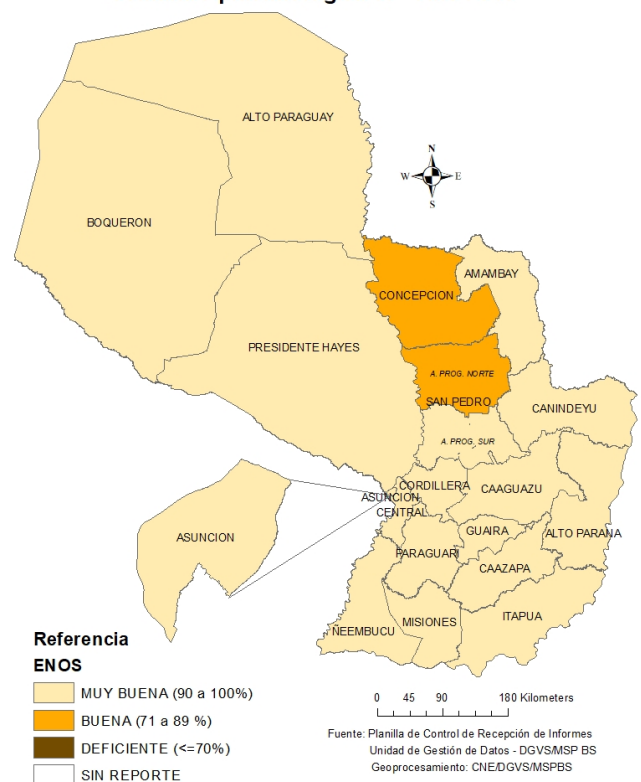 ALTO PARAGUAY
N
W E
S
BOQUERON
AMAMBAY
CONCEPCION
PRESIDENTE HAYES
A. PROG. NORTE
SAN PEDRO
CANINDEYU
A. PROG. SUR
CORDILLERA
ASUNCION
CAAGUAZU
CENTRAL
ASUNCION
GUAIRA
ALTO PARANA
PARAGUARI
CAAZAPA
ITAPUA
MISIONES
ÑEEMBUCU
Referencia
ENOS
MUY BUENA (90 a 100%)
BUENA (71 a 89 %)
DEFICIENTE (<=70%)
SIN REPORTE
0 45 90 180 Kilometers
Fuente: Planilla de Control de Recepción de Informes
Unidad de Gestión de Datos - DGVS/MSP BS
Geoprocesamiento: CNE/DGVS/MSPBS